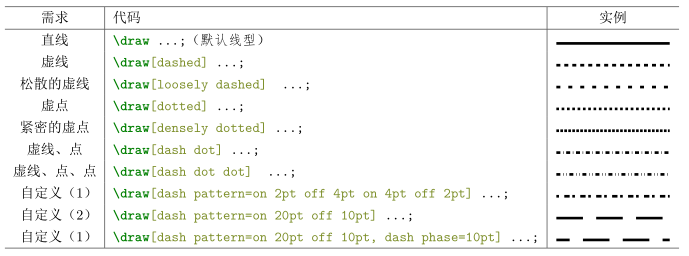 需求 代码 实例
直线 \draw ...;（默认线型）
虚线 \draw[dashed] ...;
松散的虚线 \draw[loosely dashed] ...;
虚点 \draw[dotted] ...;
紧密的虚点 \draw[densely dotted] ...;
虚线、点 \draw[dash dot] ...;
虚线、点、点 \draw[dash dot dot] ...;
自定义（1） \draw[dash pattern=on 2pt off 4pt on 4pt off 2pt] ...;
自定义（2） \draw[dash pattern=on 20pt off 10pt] ...;
自定义（1） \draw[dash pattern=on 20pt off 10pt, dash phase=10pt] ...;